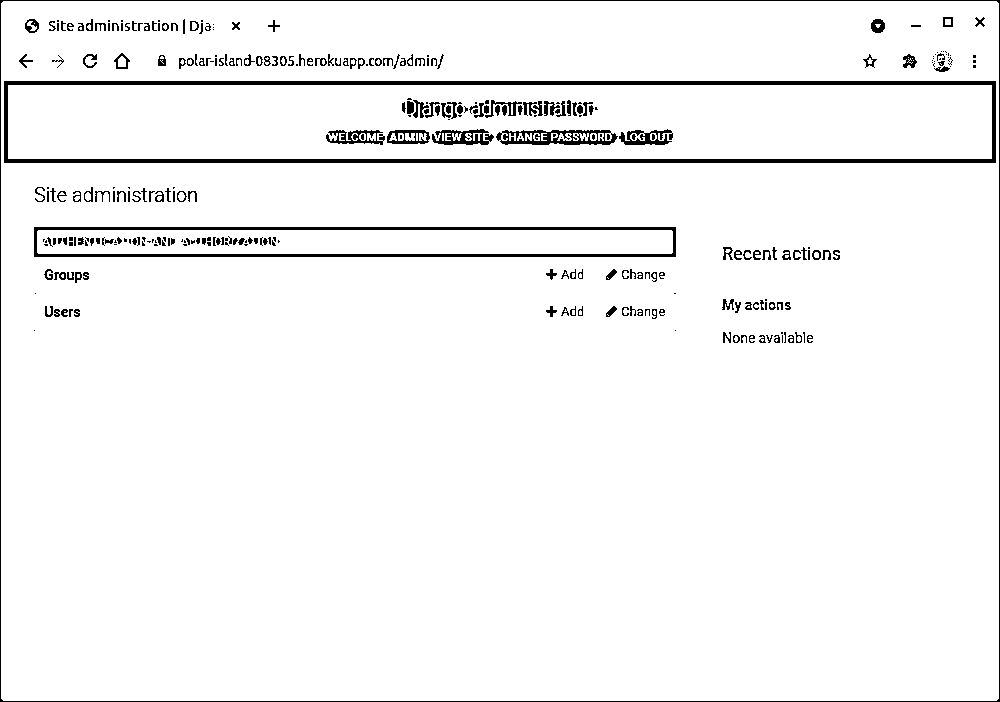 Site administration | Dja
polar-island-08305.herokuapp.com/admin/
Django administration
WELCOME, ADMIN. VIEW SITE / CHANGE PASSWORD / LOG OUT
Site administration
AUTHENTICATION AND AUTHORIZATION
Groups + Add Change
Users + Add Change
Recent actions
My actions
None available